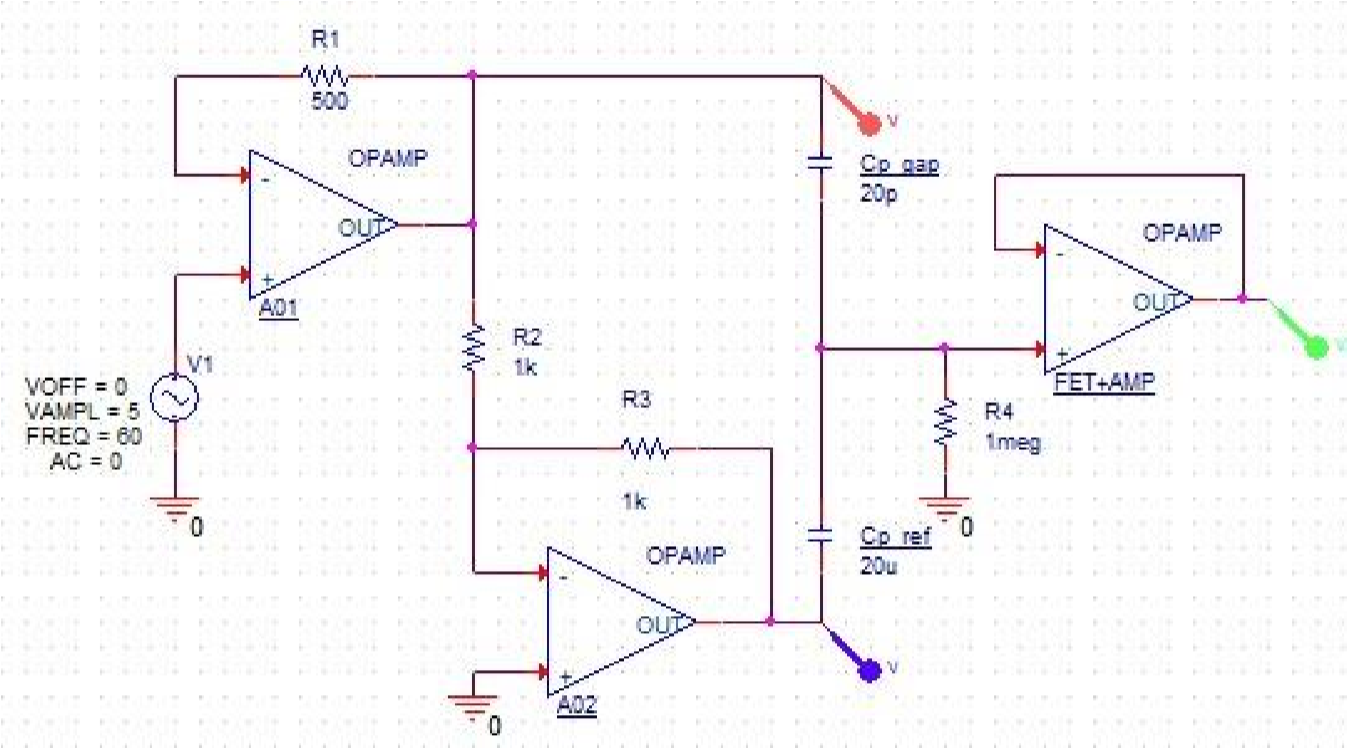 R1
500
OPAMP
-
OUT
+
A01
V1
VOFF = 0
VAMPL = 5
FREQ = 60
AC = 0
0
R2
1k
R3
1k
OPAMP
-
OUT
+
A02
0
V
Cp_gap
20p
Cp_ref
20u
V
R4
1meg
0
OPAMP
-
OUT
+
FET+AMP
V